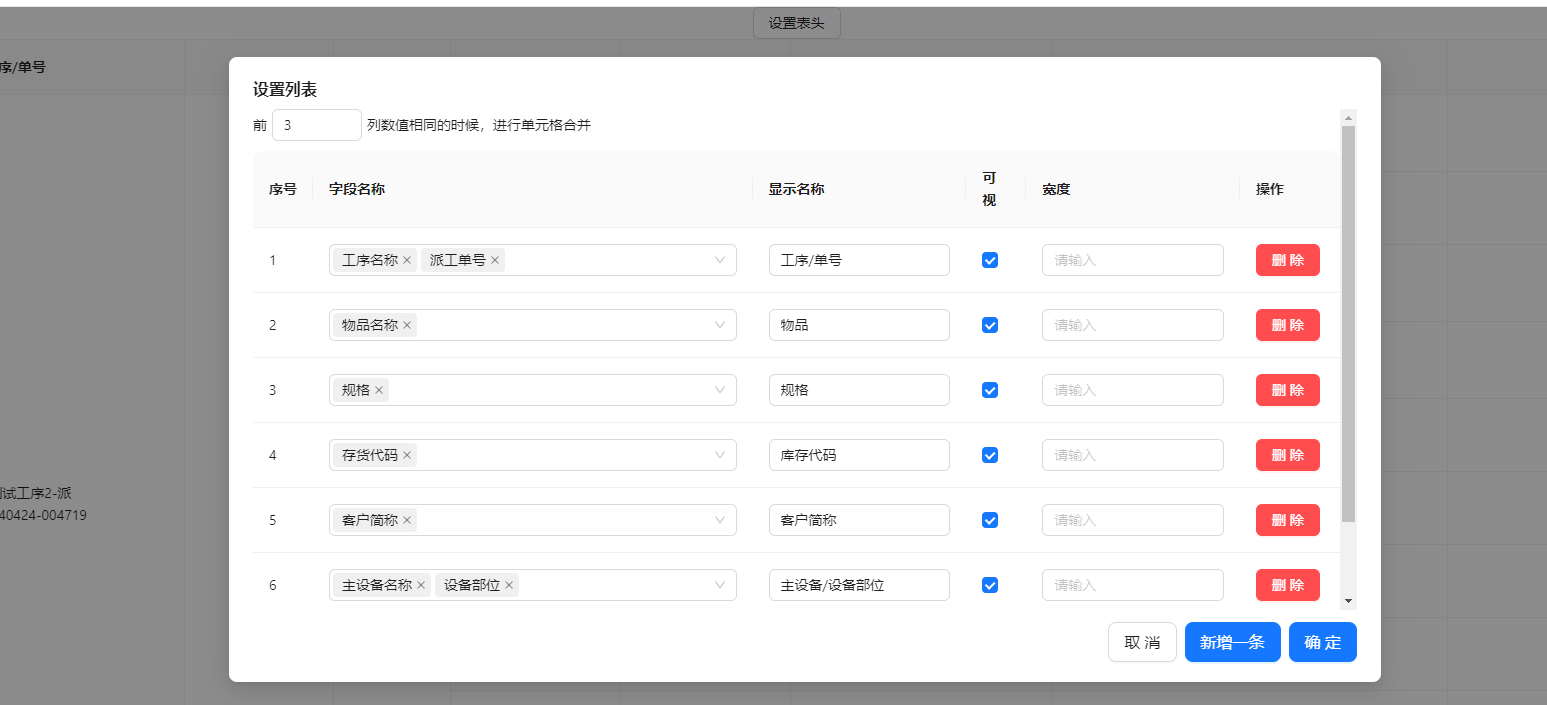 设置表头
序/单号
设置列表
前 3 列数值相同的时候，进行单元格合并
序号 字段名称 显示名称 可视 宽度 操作
1 工序名称 × 派工单号 × 工序/单号 请输入 删 除
2 物品名称 × 物品 请输入 删 除
3 规格 × 规格 请输入 删 除
4 存货代码 × 库存代码 请输入 删 除
5 客户简称 × 客户简称 请输入 删 除
6 主设备名称 × 设备部位 × 主设备/设备部位 请输入 删 除
试工序2-派
40424-004719
取 消 新增一条 确 定